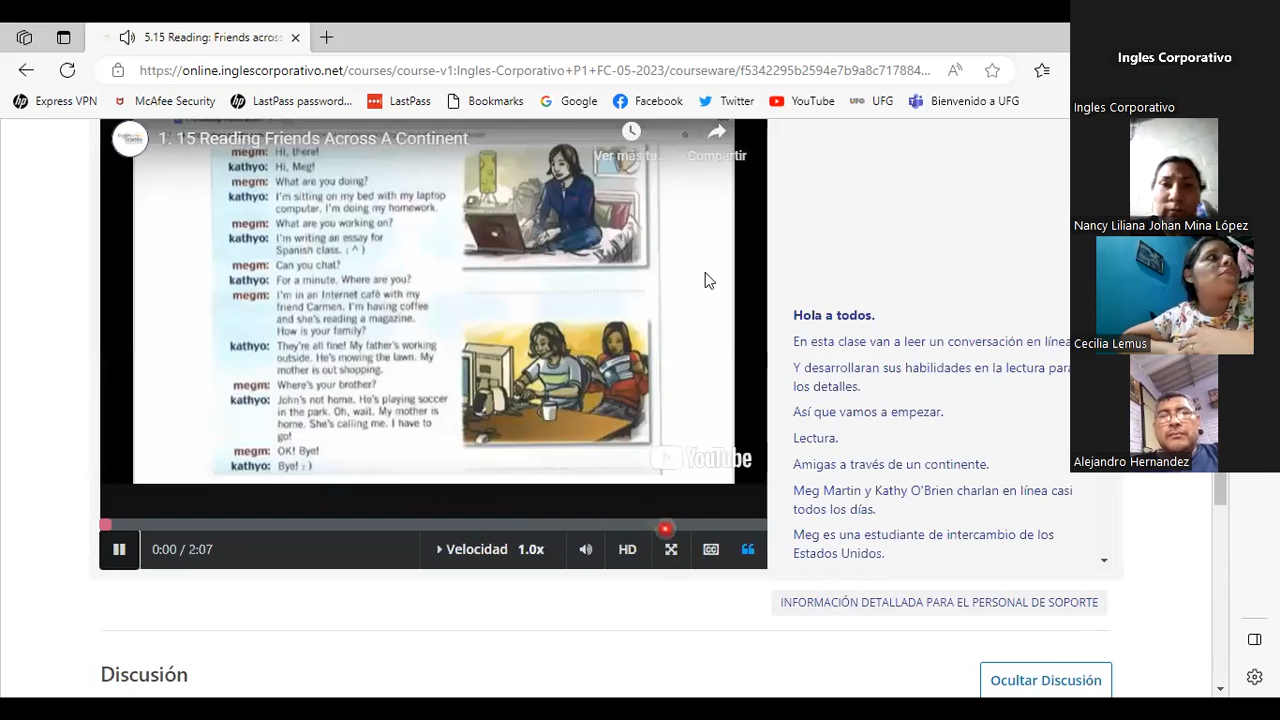 5.15 Reading: Friends across
https://online.inglescorporativo.net/courses/course-v1:Ingles-Corporativo+P1+FC-05-2023/courseware/f5342295b2594e7b9a8c717884...
Express VPN
McAfee Security
LastPass password...
LastPass
Bookmarks
Google
Facebook
Twitter
YouTube
UFG
UFG
Bienvenido a UFG
1. 15 Reading Friends Across A Continent
Ver más ta...
Compartir
megm: Hi, there!
kathyo: Hi, Meg!
megm: What are you doing?
kathyo: I'm sitting on my bed with my laptop
computer. I'm doing my homework.
megm: What are you working on?
kathyo: I'm writing an essay for
Spanish class. : ^ )
megm: Can you chat?
kathyo: For a minute. Where are you?
megm: I'm in an Internet café with my
friend Carmen. I'm having coffee
and she's reading a magazine.
How is your family?
kathyo: They're all fine! My father's working
outside. He's mowing the lawn. My
mother is out shopping.
megm: Where's your brother?
kathyo: John's not home. He's playing soccer
in the park. Oh, wait. My mother is
home. She's calling me. I have to
go!
megm: OK! Bye!
kathyo: Bye! : )
YouTube
0:00 / 2:07
Velocidad 1.0x
HD
CC
Hola a todos.
En esta clase van a leer un conversación en línea
Y desarrollaran sus habilidades en la lectura para
los detalles.
Así que vamos a empezar.
Lectura.
Amigas a través de un continente.
Meg Martin y Kathy O'Brien charlan en línea casi
todos los días.
Meg es una estudiante de intercambio de los
Estados Unidos.
INFORMACIÓN DETALLADA PARA EL PERSONAL DE SOPORTE
Discusión
Ocultar Discusión
Ingles Corporativo
Ingles Corporativo
Nancy Liliana Johan Mina López
Cecilia Lemus
Alejandro Hernandez